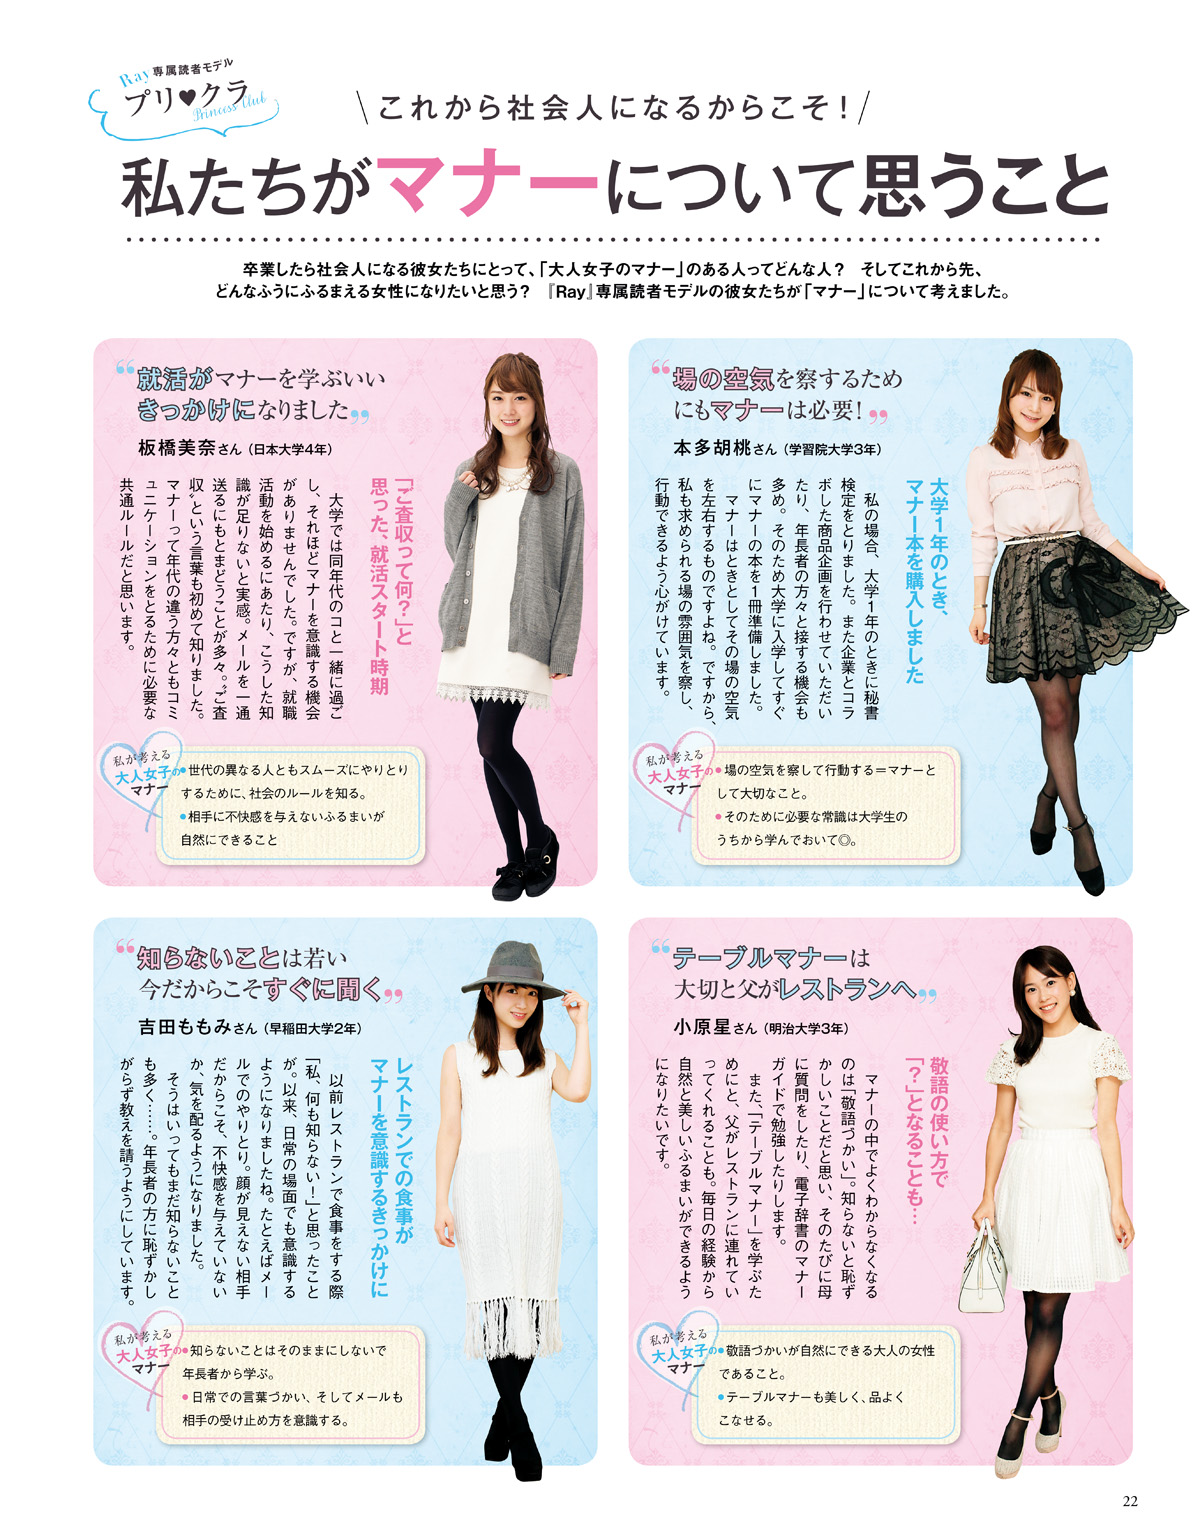 Ray専属読者モデル
プリ♥クラ
Princess Club
これから社会人になるからこそ！
私たちがマナーについて思うこと
卒業したら社会人になる彼女たちにとって、「大人女子のマナー」のある人ってどんな人？　そしてこれから先、
どんなふうにふるまえる女性になりたいと思う？　『Ray』専属読者モデルの彼女たちが「マナー」について考えました。
“就活がマナーを学ぶいい
きっかけになりました”
板橋美奈さん（日本大学4年）
「ご査収って何？」と
思った、就活スタート時期
大学では同年代のコと一緒に過ご
し、それほどマナーを意識する機会
がありませんでした。ですが、就職
活動を始めるにあたり、こうした知
識が足りないと実感。メールを一通
送るにもとまどうことが多々。“ご査
収”という言葉も初めて知りました。
マナーって年代の違う方々ともコミ
ュニケーションをとるために必要な
共通ルールだと思います。
私が考える
大人女子の
マナー
●世代の異なる人ともスムーズにやりとり
するために、社会のルールを知る。
●相手に不快感を与えないふるまいが
自然にできること
“場の空気を察するため
にもマナーは必要！”
本多胡桃さん（学習院大学3年）
大学1年のとき、
マナー本を購入しました
私の場合、大学1年のときに秘書
検定をとりました。また企業とコラ
ボした商品企画を行わせていただい
たり、年長者の方々と接する機会も
多め。そのため大学に入学してすぐ
にマナーの本を1冊準備しました。
マナーはときとしてその場の空気
を左右するものですよね。ですから、
私も求められる場の雰囲気を察し、
行動できるよう心がけています。
私が考える
大人女子の
マナー
●場の空気を察して行動する＝マナーと
して大切なこと。
●そのために必要な常識は大学生の
うちから学んでおいて◎。
“知らないことは若い
今だからこそすぐに聞く”
吉田ももみさん（早稲田大学2年）
レストランでの食事が
マナーを意識するきっかけに
以前レストランで食事をする際
「私、何も知らない！」と思ったこと
が。以来、日常の場面でも意識する
ようになりましたね。たとえばメー
ルでのやりとり。顔が見えない相手
だからこそ、不快感を与えていない
か、気を配るようになりました。
そうはいってもまだ知らないこと
も多く……。年長者の方に恥ずかし
がらず教えを請うようにしています。
私が考える
大人女子の
マナー
●知らないことはそのままにしないで
年長者から学ぶ。
●日常での言葉づかい、そしてメールも
相手の受け止め方を意識する。
“テーブルマナーは
大切と父がレストランへ”
小原星さん（明治大学3年）
敬語の使い方で
「？」となることも…
マナーの中でよくわからなくなる
のは「敬語づかい」。知らないと恥ず
かしいことだと思い、そのたびに母
に質問をしたり、電子辞書のマナー
ガイドで勉強したりします。
また、「テーブルマナー」を学ぶた
めにと、父がレストランに連れてい
ってくれることも。毎日の経験から
自然と美しいふるまいができるよう
になりたいです。
私が考える
大人女子の
マナー
●敬語づかいが自然にできる大人の女性
であること。
●テーブルマナーも美しく、品よく
こなせる。
22